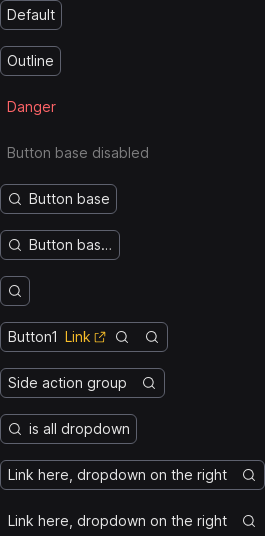 Default
Outline
Danger
Button base disabled
Button base
Button bas...
Button1 Link
Side action group
is all dropdown
Link here, dropdown on the right
Link here, dropdown on the right